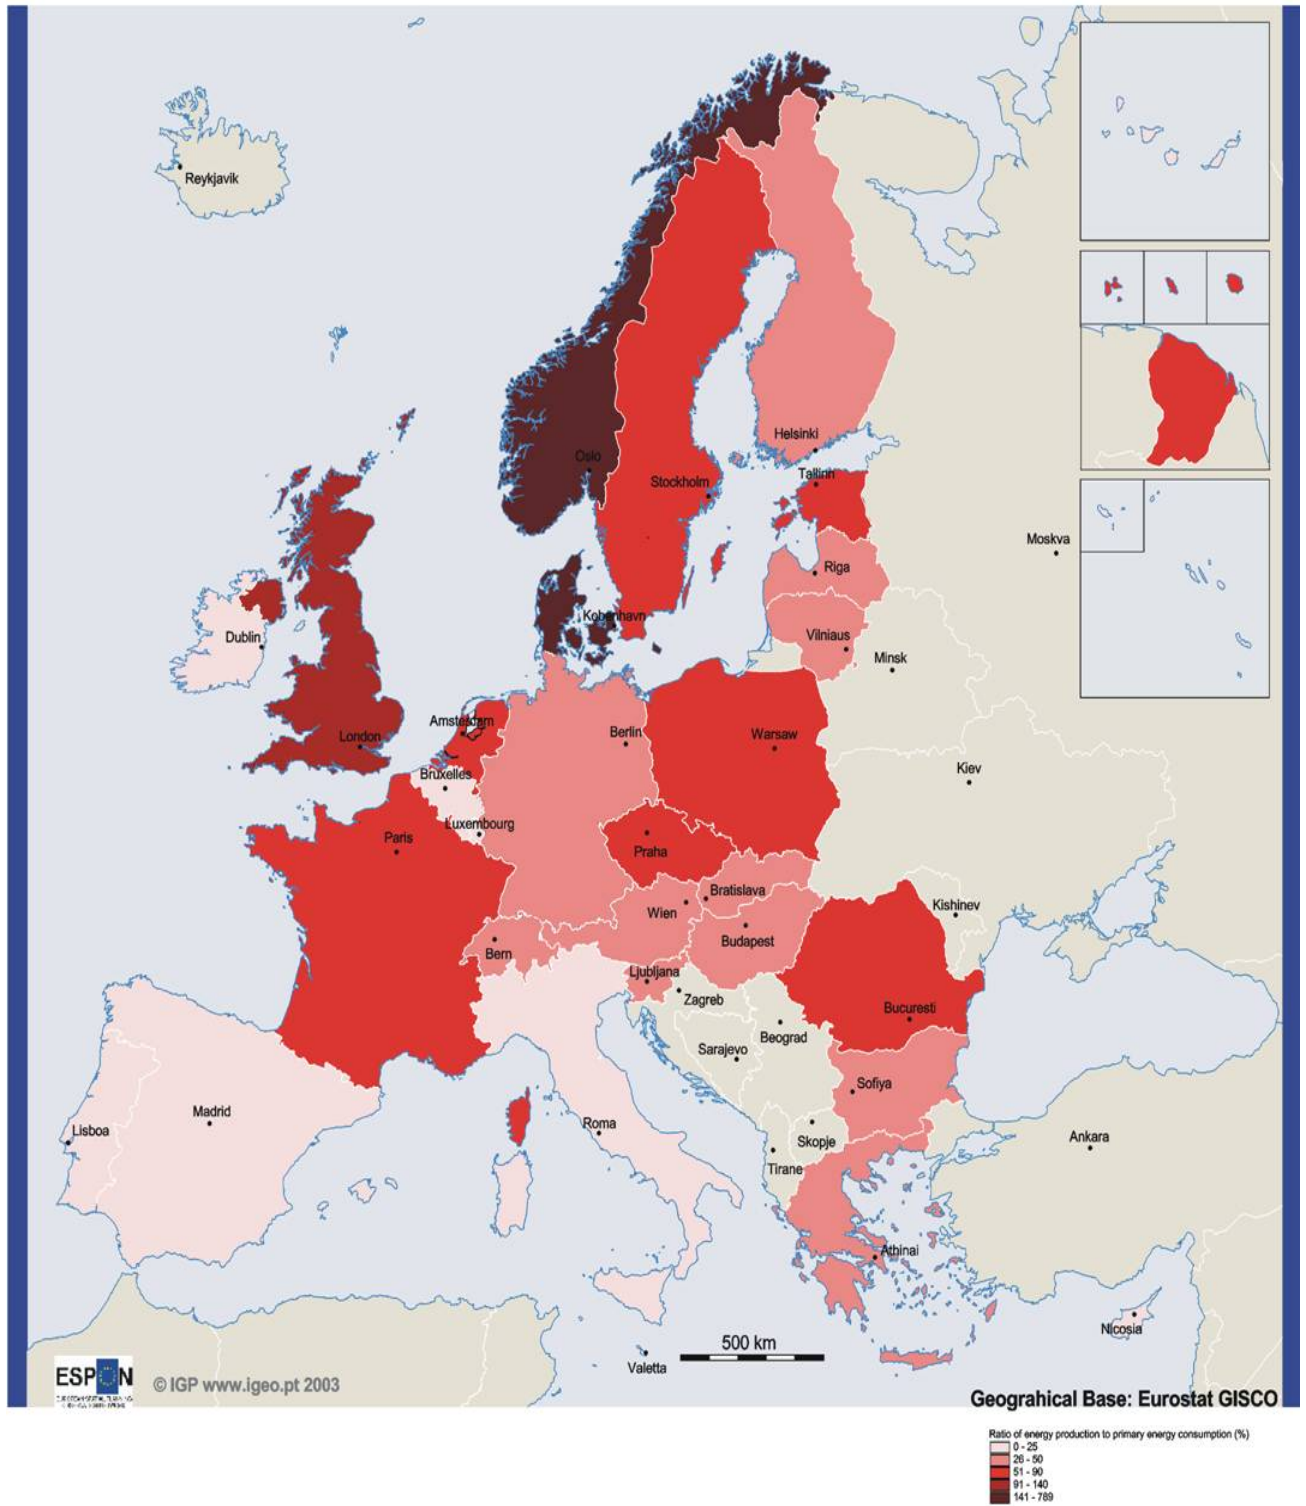 Reykjavik
Oslo
Helsinki
Stockholm
Tallinn
Moskva
Riga
Kobenhavn
Dublin
Vilniaus
Minsk
Amsterdam
London
Berlin
Warsaw
Kiev
Bruxelles
Luxembourg
Paris
Praha
Bratislava
Wien
Kishinev
Budapest
Bern
Ljubljana
Zagreb
Bucuresti
Beograd
Sarajevo
Sofiya
Madrid
Lisboa
Roma
Skopje
Ankara
Tirane
Athinai
Nicosia
500 km
Valetta
ESPON
© IGP www.igeo.pt 2003
Geograhical Base: Eurostat GISCO
Ratio of energy production to primary energy consumption (%)
0 - 25
26 - 50
51 - 90
91 - 140
141 - 789